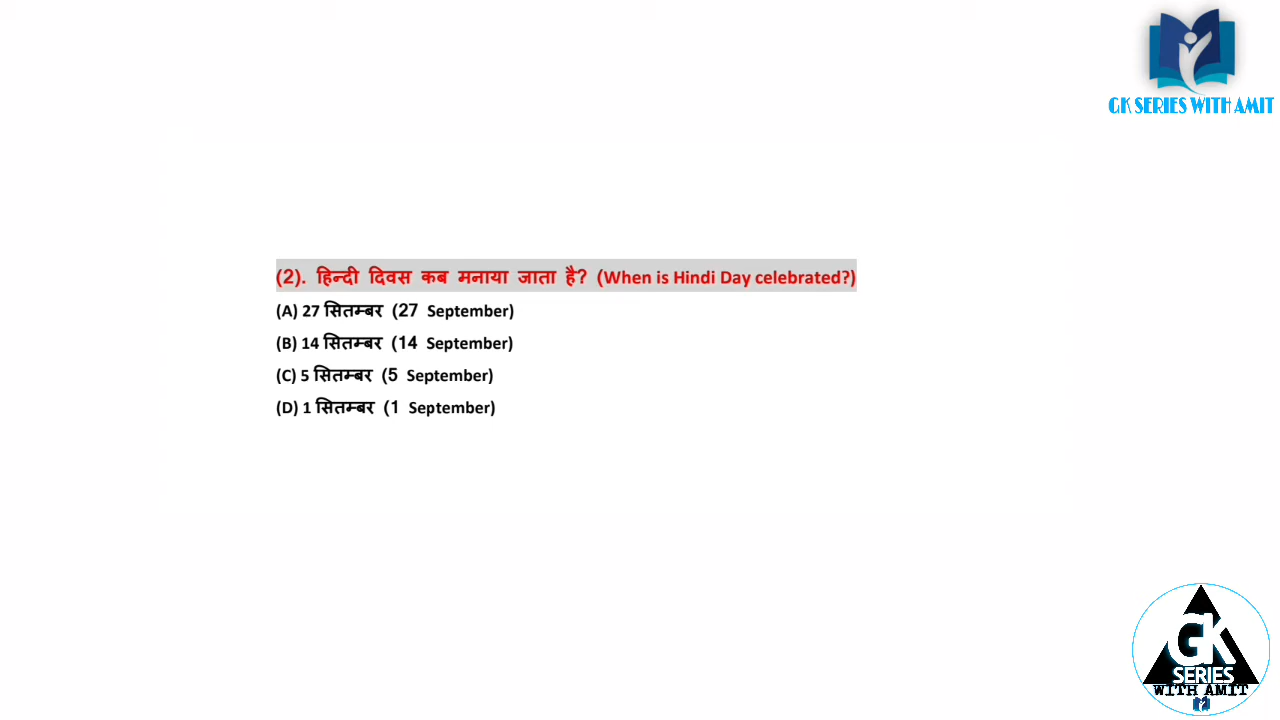 GK SERIES WITH AMIT
(2). हिन्दी दिवस कब मनाया जाता है? (When is Hindi Day celebrated?)
(A) 27 सितम्बर (27 September)
(B) 14 सितम्बर (14 September)
(C) 5 सितम्बर (5 September)
(D) 1 सितम्बर (1 September)
GK
SERIES
WITH AMIT